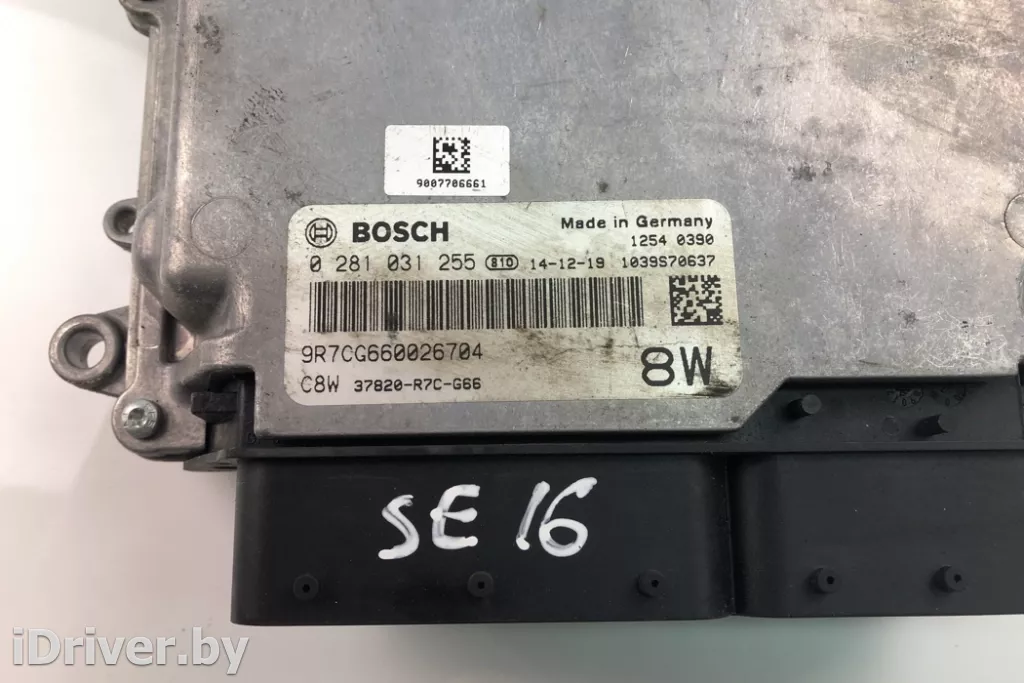 9007706661
BOSCH Made in Germany
1254 0390
0 281 031 255 810 14-12-19 1039S70637
9R7CG660026704
8W
C8W 37820-R7C-G66
SE 16
iDriver.by